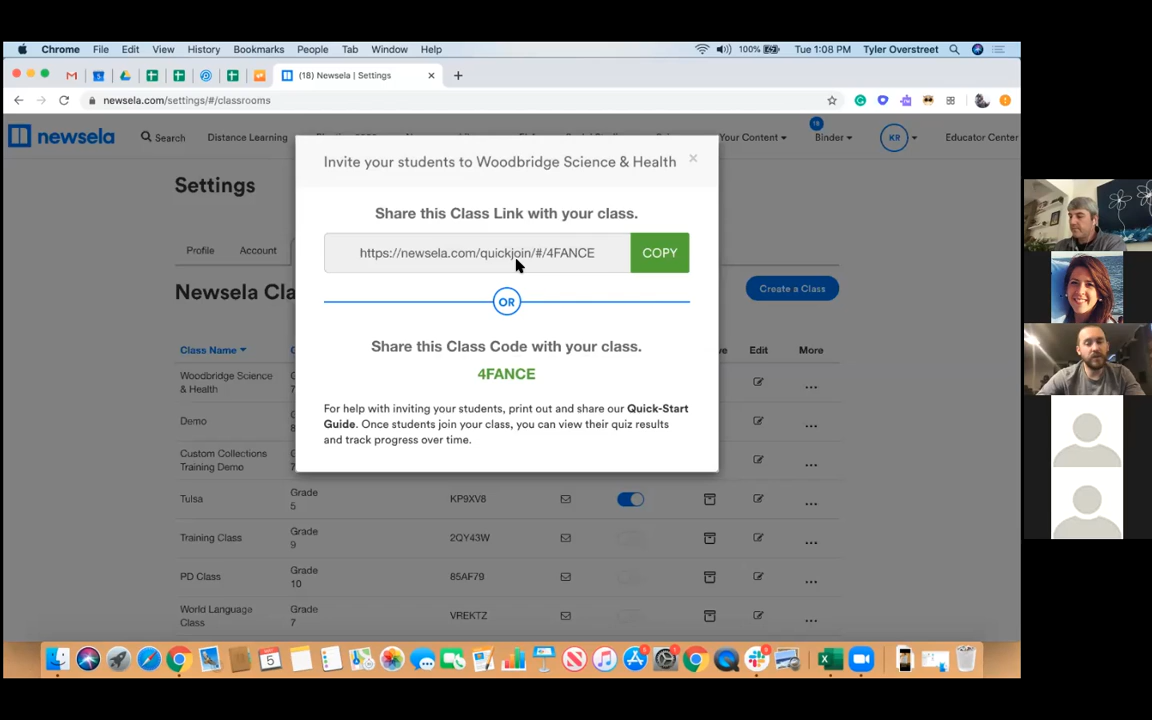 Chrome File Edit View History Bookmarks People Tab Window Help 100% Tue 1:08 PM Tyler Overstreet
(18) Newsela | Settings
newsela.com/settings/#/classrooms
newsela Search Distance Learning Your Content 18 Binder KR Educator Center
Invite your students to Woodbridge Science & Health
Settings
Share this Class Link with your class.
Profile Account
https://newsela.com/quickjoin/#/4FANCE COPY
Newsela Cla Create a Class
OR
Share this Class Code with your class.
Class Name Edit More
4FANCE
Woodbridge Science
& Health
For help with inviting your students, print out and share our Quick-Start
Guide. Once students join your class, you can view their quiz results
and track progress over time.
Demo
Custom Collections
Training Demo
Tulsa Grade
5 KP9XV8
Training Class Grade
9 2QY43W
PD Class Grade
10 85AF79
World Language
Class Grade
7 VREKTZ